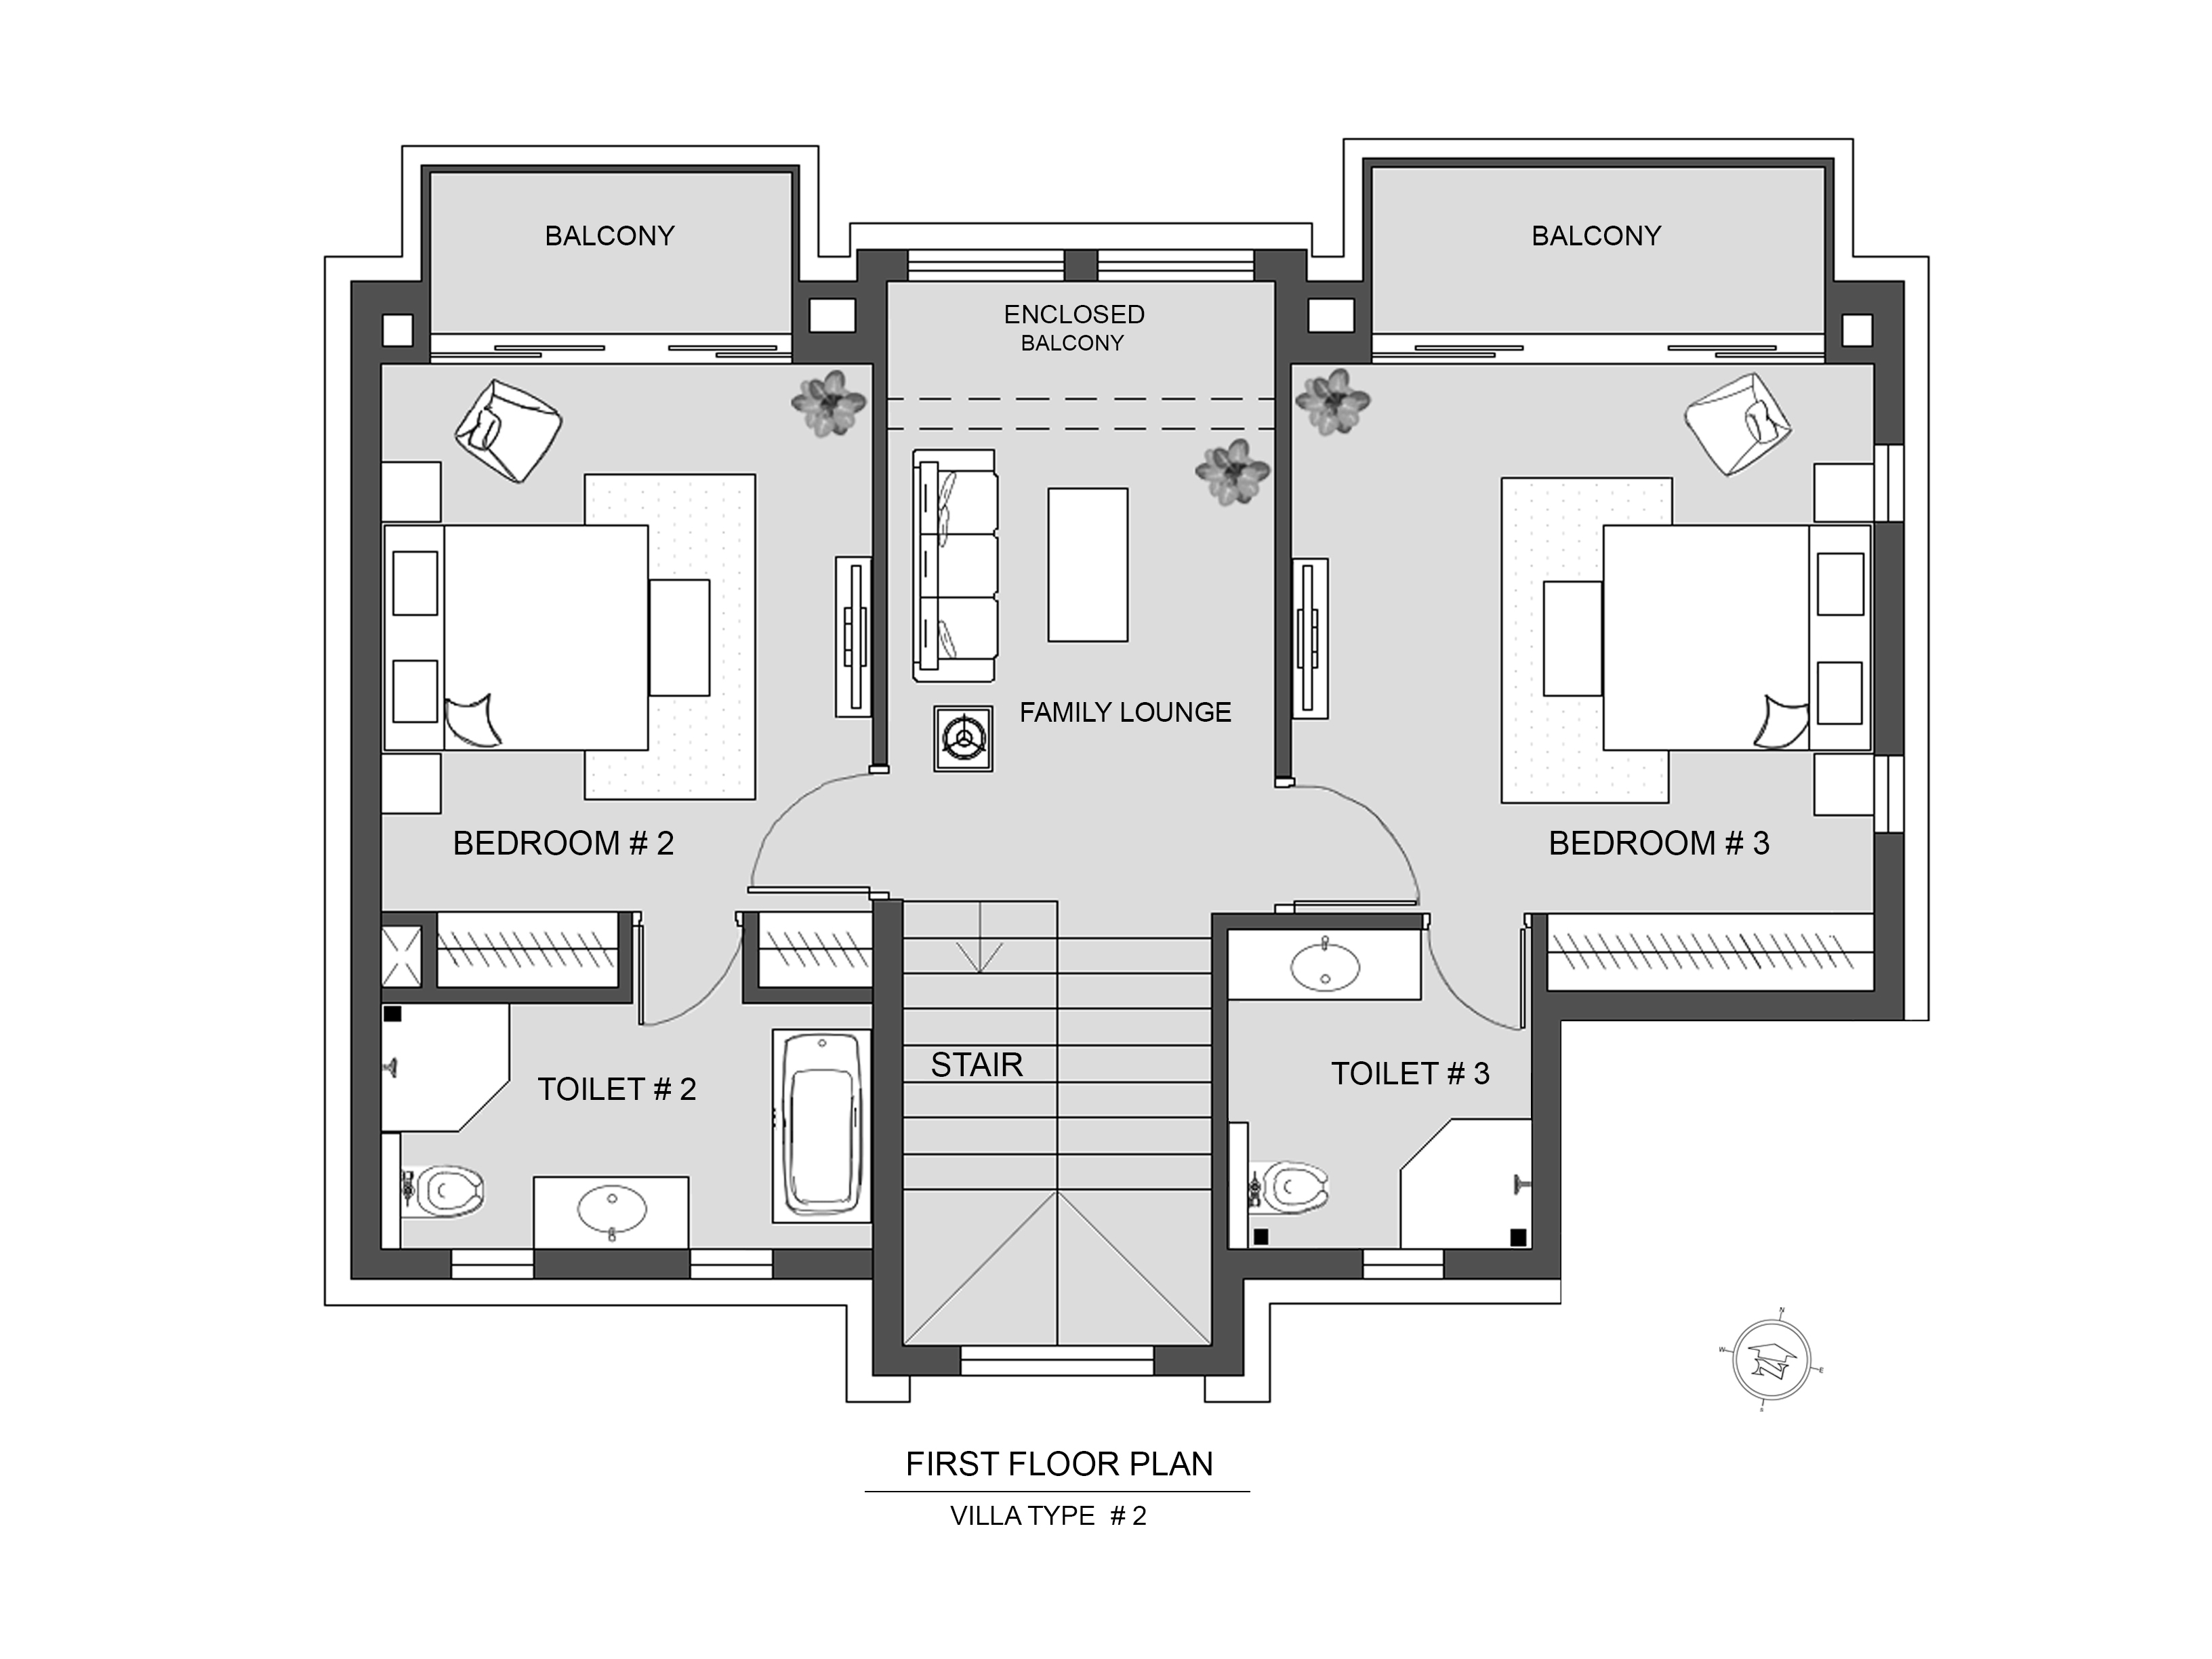 BALCONY
BALCONY
ENCLOSED
BALCONY
FAMILY LOUNGE
BEDROOM # 2
BEDROOM # 3
STAIR
TOILET # 2
TOILET # 3
N
W
E
S
FIRST FLOOR PLAN
VILLA TYPE # 2